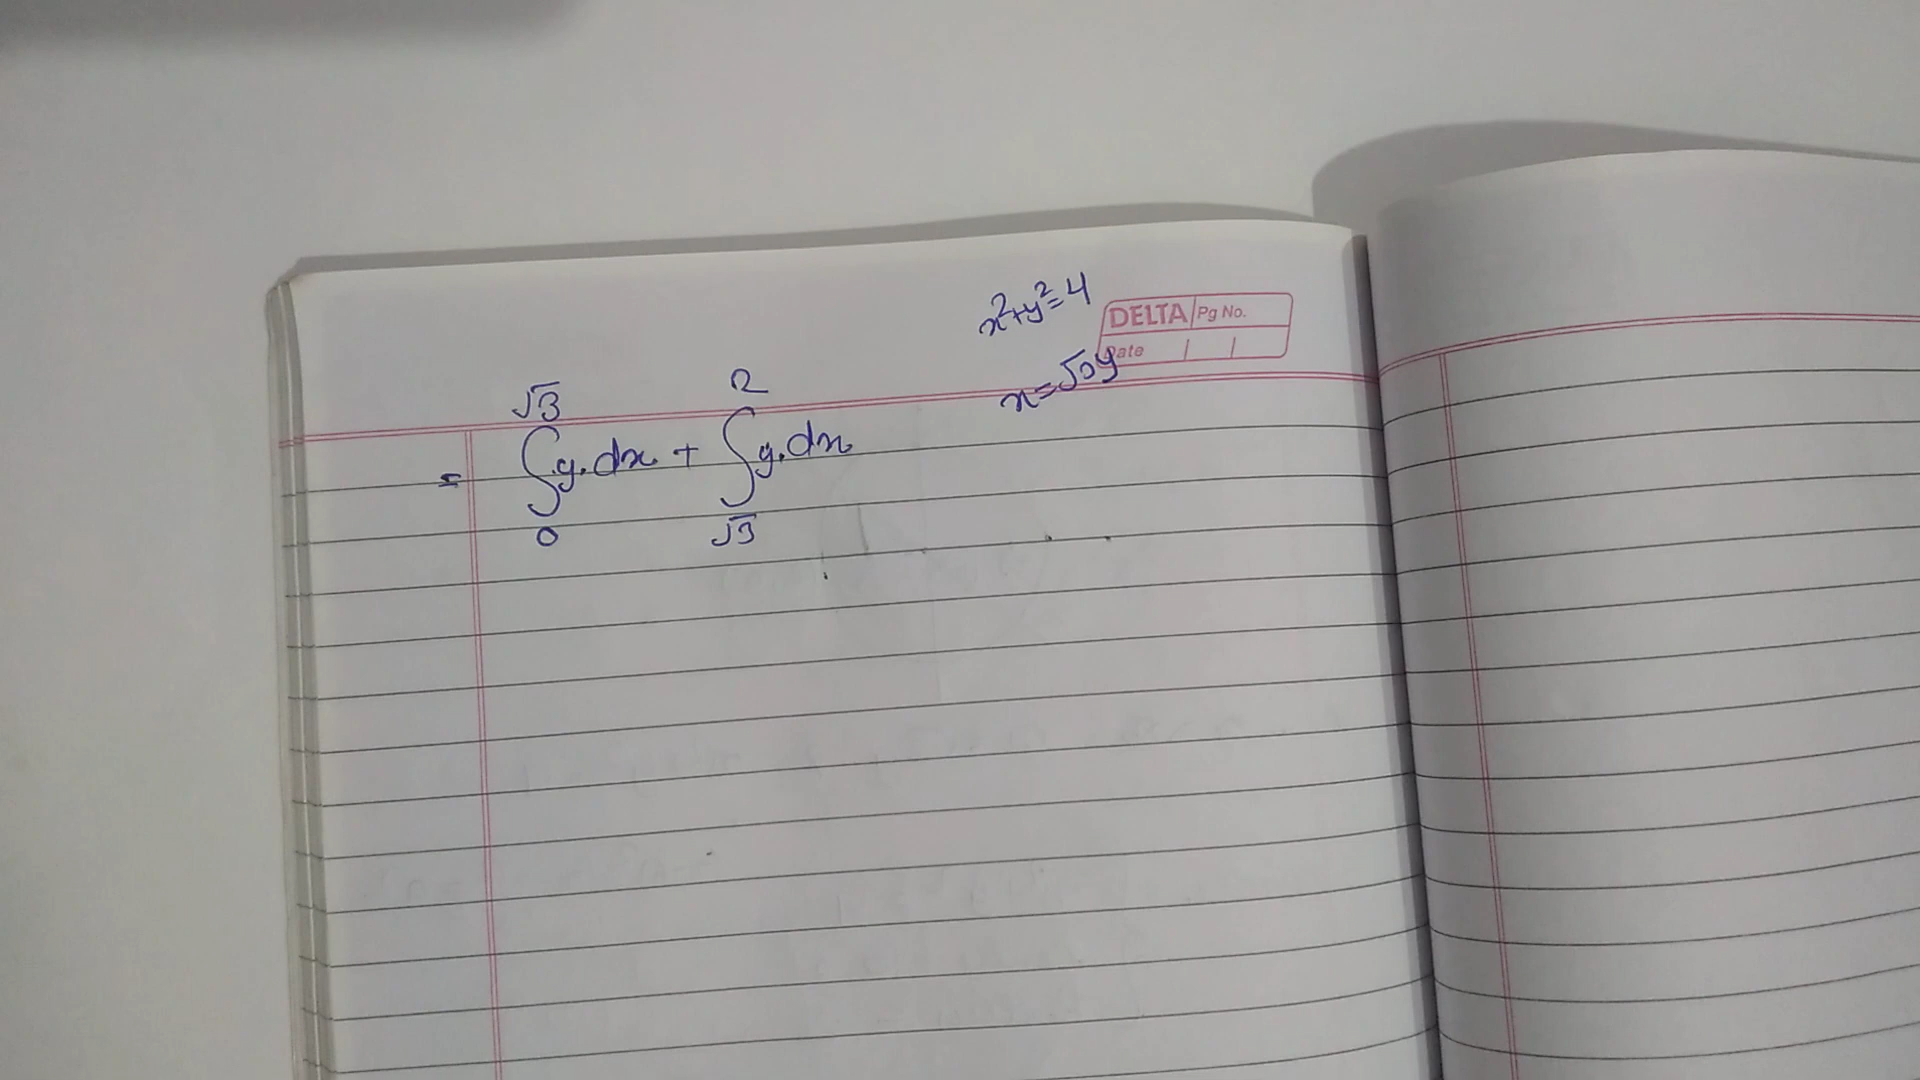 x²+y²=4
DELTA Pg No.
Date / /
x=√3y
= ∫₀^√3 y.dx + ∫√3^2 y.dx